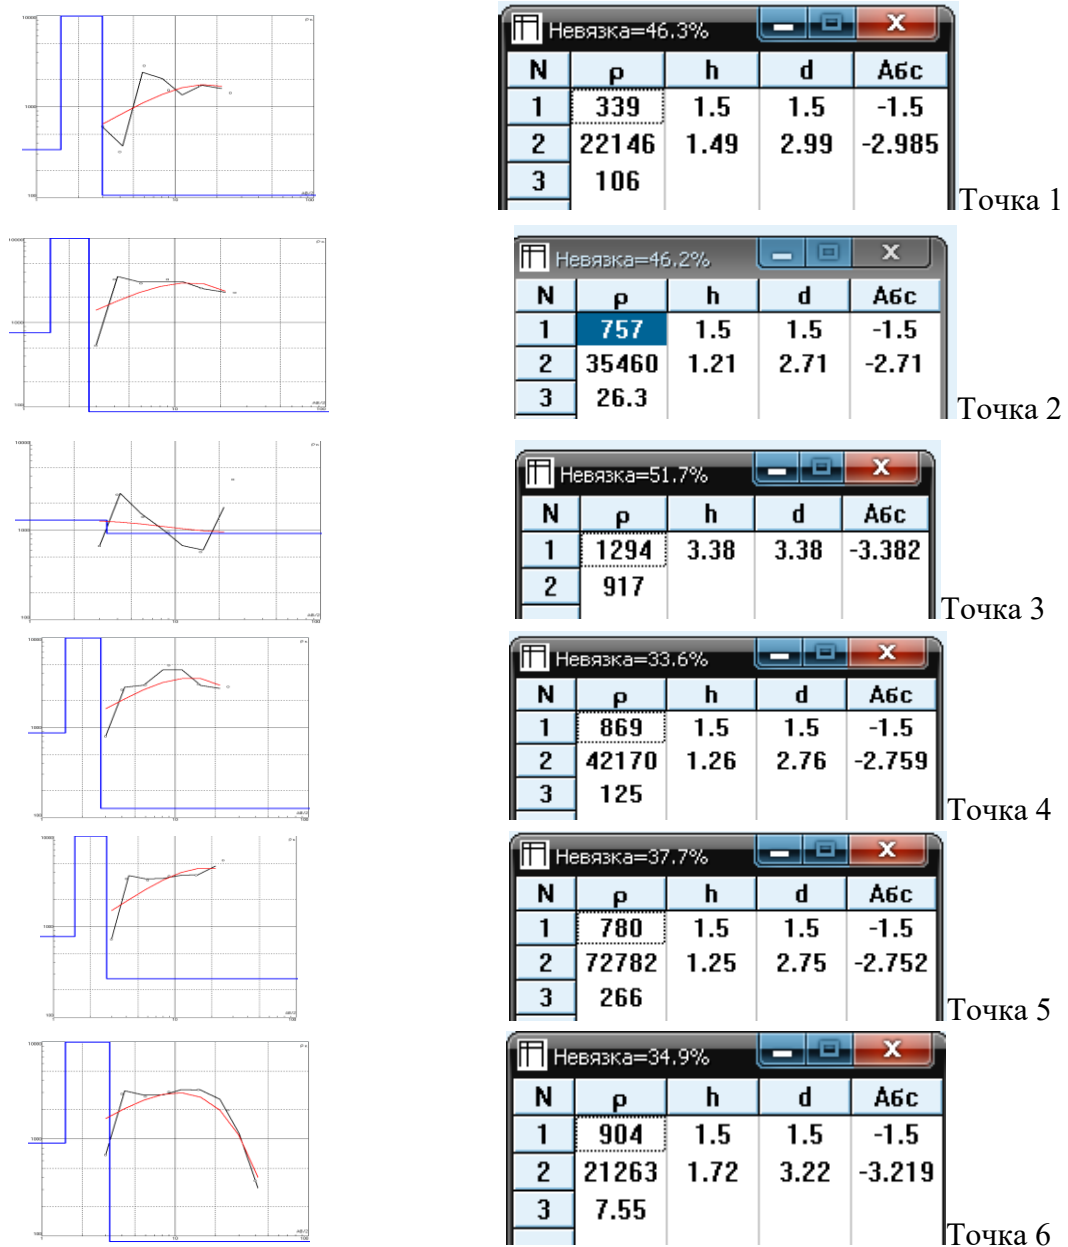 Невязка=46.3%
N ρ h d Абс
1 339 1.5 1.5 -1.5
2 22146 1.49 2.99 -2.985
3 106
Точка 1
Невязка=46.2%
N ρ h d Абс
1 757 1.5 1.5 -1.5
2 35460 1.21 2.71 -2.71
3 26.3
Точка 2
Невязка=51.7%
N ρ h d Абс
1 1294 3.38 3.38 -3.382
2 917
Точка 3
Невязка=33.6%
N ρ h d Абс
1 869 1.5 1.5 -1.5
2 42170 1.26 2.76 -2.759
3 125
Точка 4
Невязка=37.7%
N ρ h d Абс
1 780 1.5 1.5 -1.5
2 72782 1.25 2.75 -2.752
3 266
Точка 5
Невязка=34.9%
N ρ h d Абс
1 904 1.5 1.5 -1.5
2 21263 1.72 3.22 -3.219
3 7.55
Точка 6